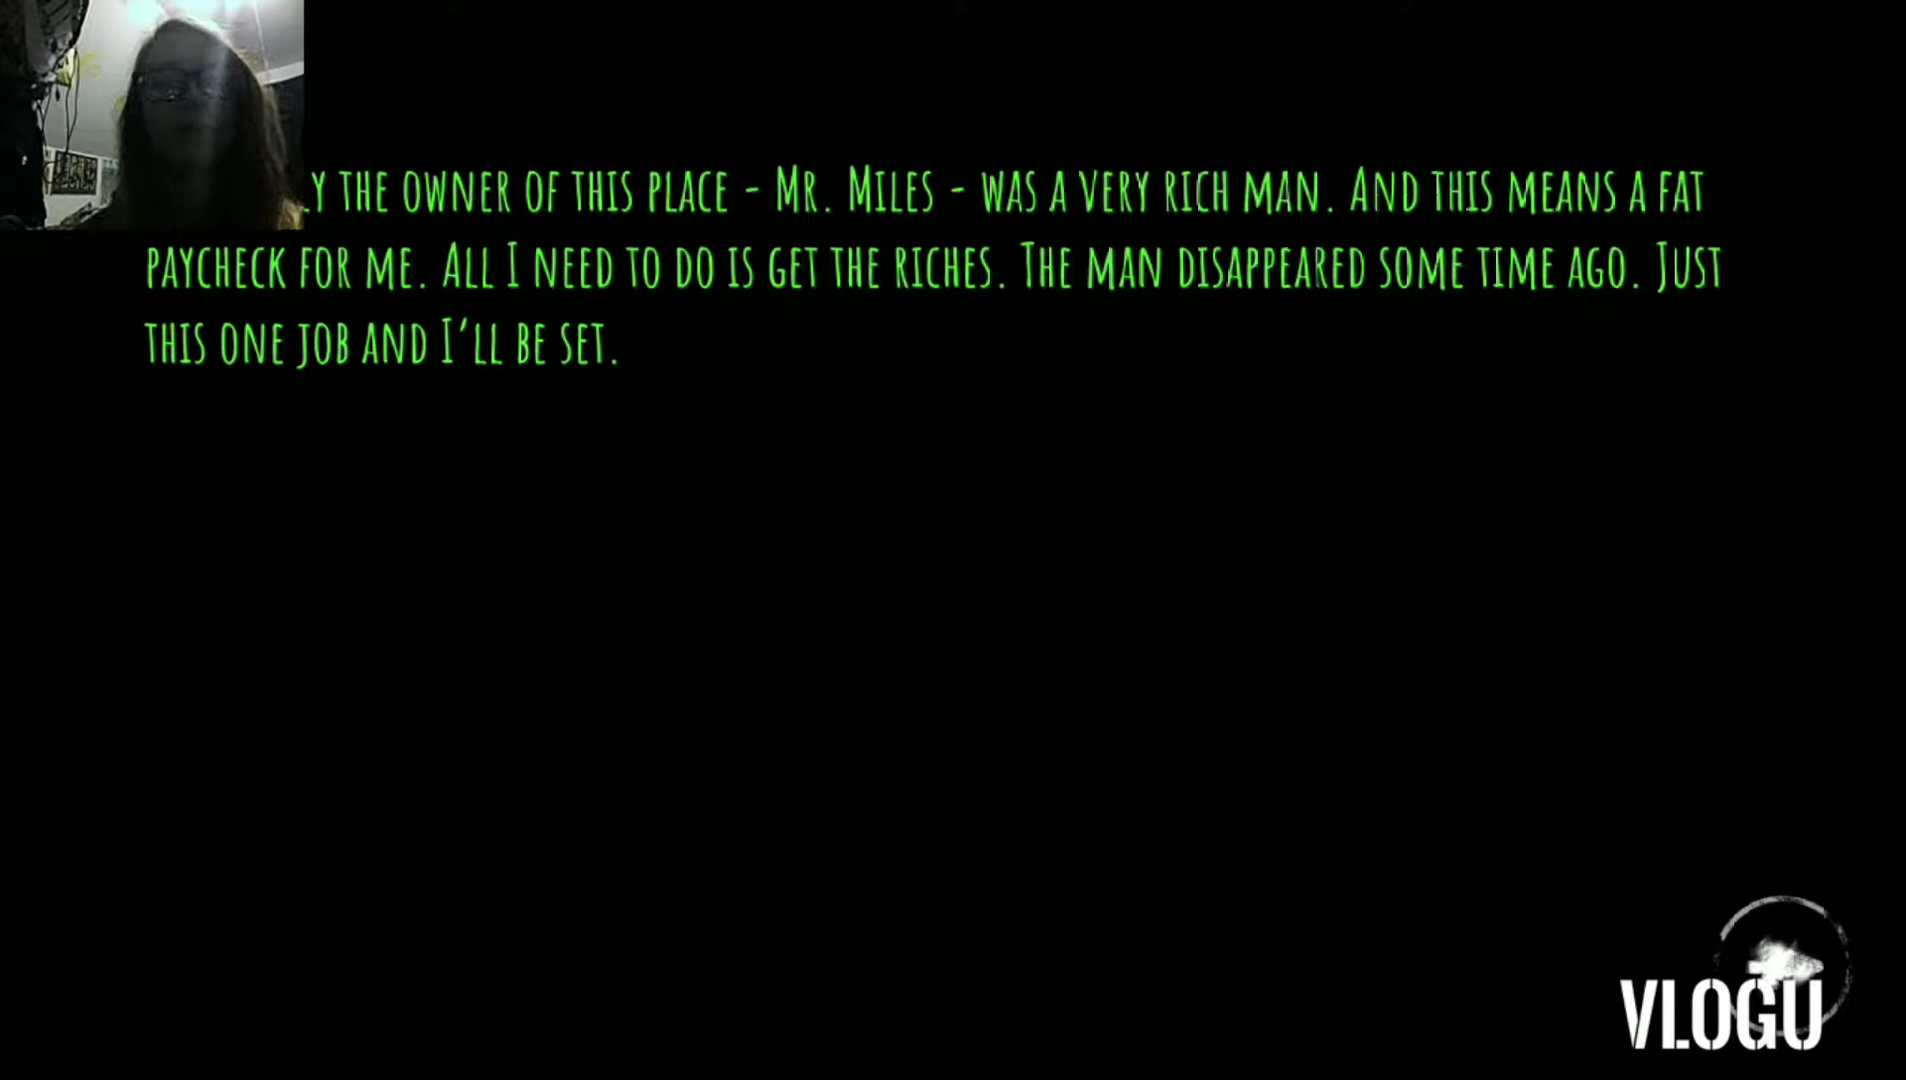 THE OWNER OF THIS PLACE - MR. MILES - WAS A VERY RICH MAN. AND THIS MEANS A FAT
PAYCHECK FOR ME. ALL I NEED TO DO IS GET THE RICHES. THE MAN DISAPPEARED SOME TIME AGO. JUST
THIS ONE JOB AND I'LL BE SET.
VLOGU